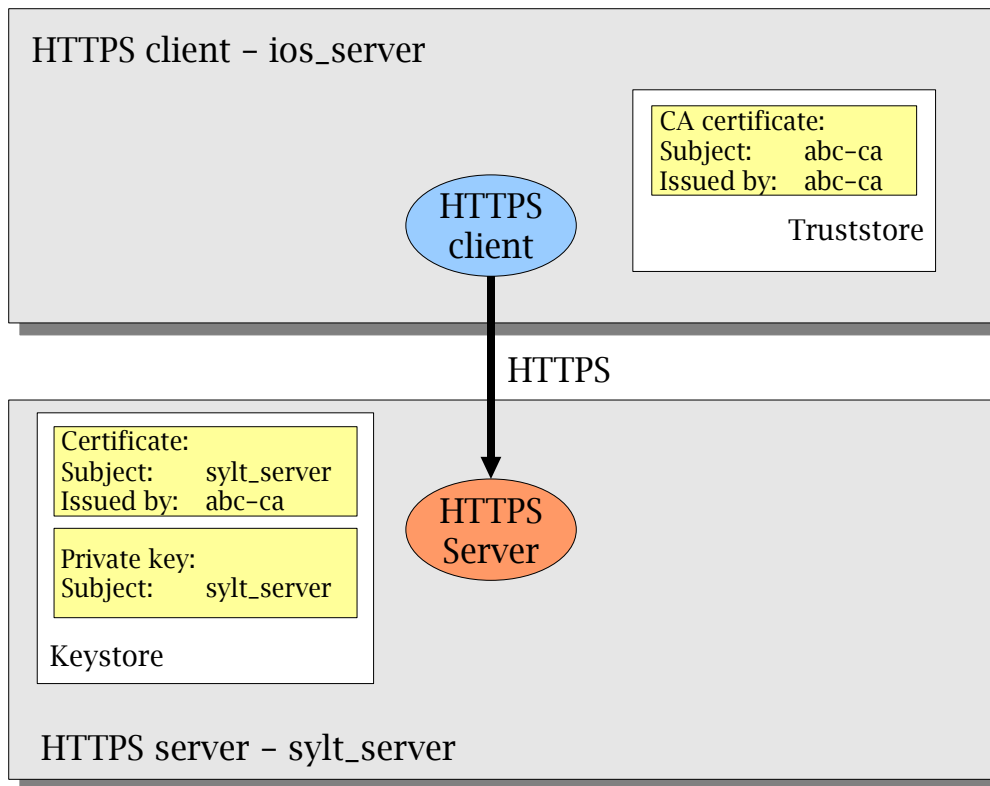 HTTPS client – ios_server
CA certificate:
Subject: abc–ca
Issued by: abc–ca
Truststore
HTTPS
client
HTTPS
Certificate:
Subject: sylt_server
Issued by: abc–ca
Private key:
Subject: sylt_server
Keystore
HTTPS
Server
HTTPS server – sylt_server